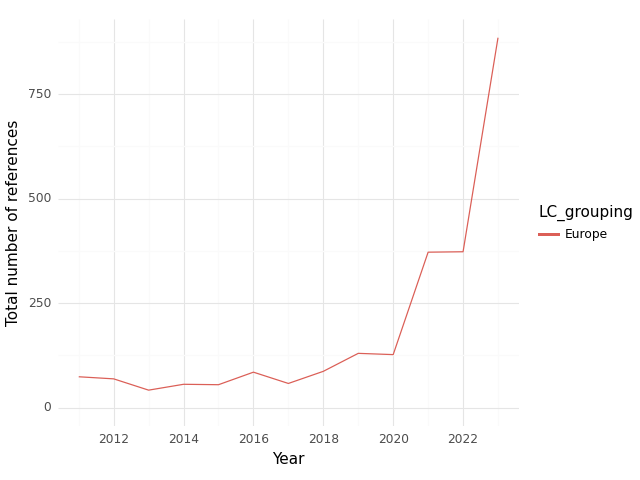 750
500
250
0
2012 2014 2016 2018 2020 2022
Year
Total number of references
LC_grouping
Europe